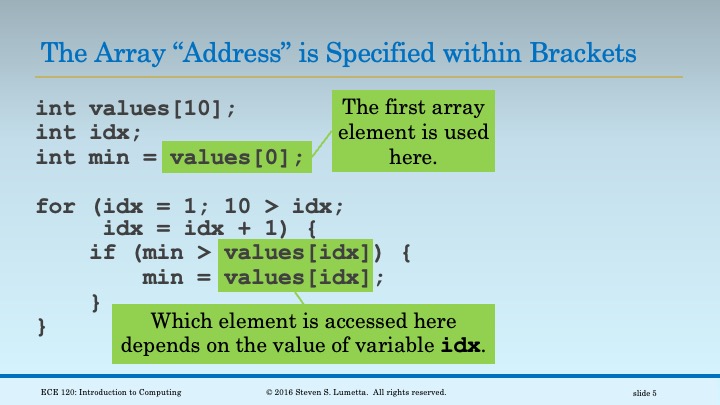 The Array “Address” is Specified within Brackets
int values[10];
int idx;
int min = values[0];
The first array
element is used
here.
for (idx = 1; 10 > idx;
idx = idx + 1) {
if (min > values[idx]) {
min = values[idx];
}
}
Which element is accessed here
depends on the value of variable idx.
ECE 120: Introduction to Computing
© 2016 Steven S. Lumetta. All rights reserved.
slide 5